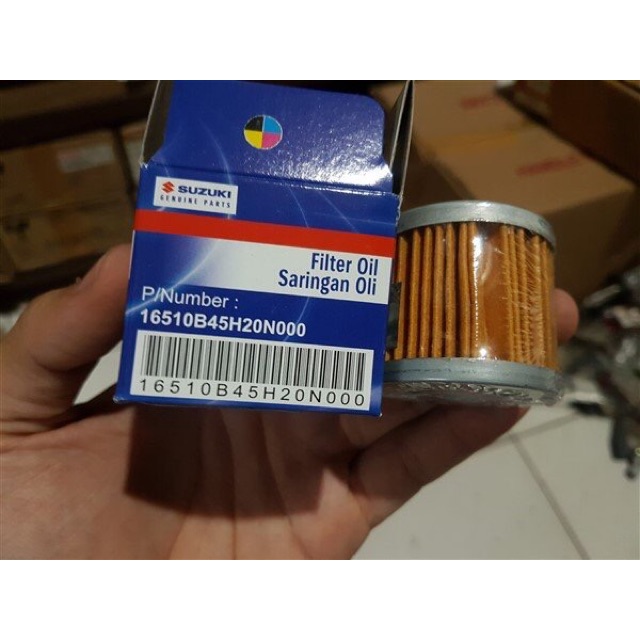 SUZUKI
GENUINE PARTS
Filter Oil
Saringan Oli
P/Number :
16510B45H20N000
16510B45H20N000